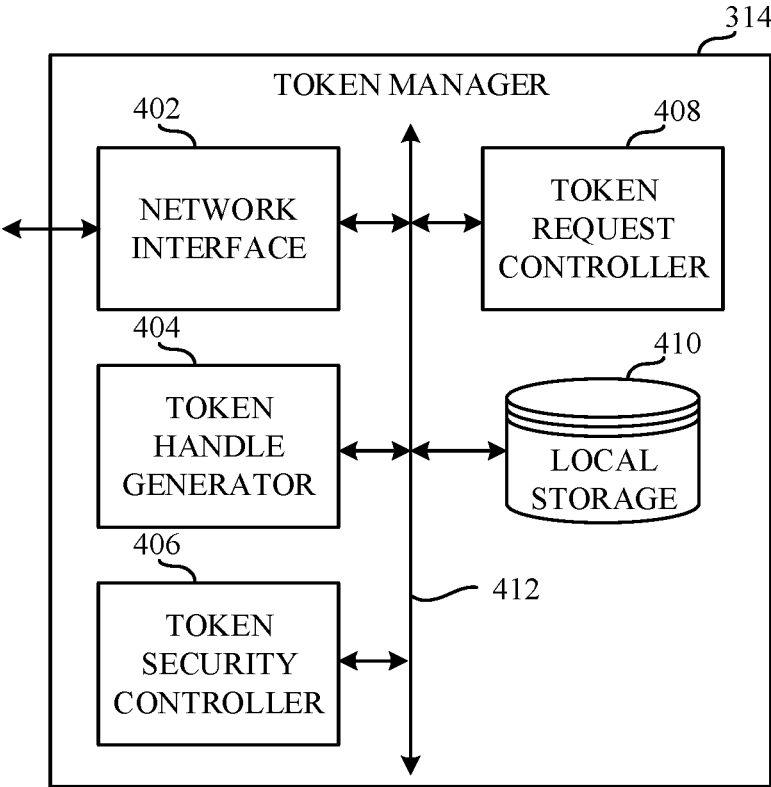 314
TOKEN MANAGER
402
NETWORK
INTERFACE
408
TOKEN
REQUEST
CONTROLLER
404
TOKEN
HANDLE
GENERATOR
410
LOCAL
STORAGE
406
TOKEN
SECURITY
CONTROLLER
412